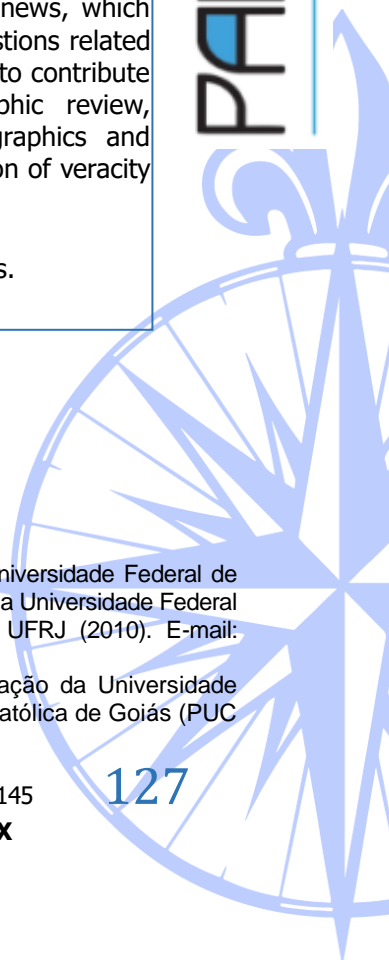 news, which
stions related
to contribute
phic review,
graphics and
on of veracity
s.
niversidade Federal de
a Universidade Federal
UFRJ (2010). E-mail:
ação da Universidade
atólica de Goiás (PUC
145
127
X